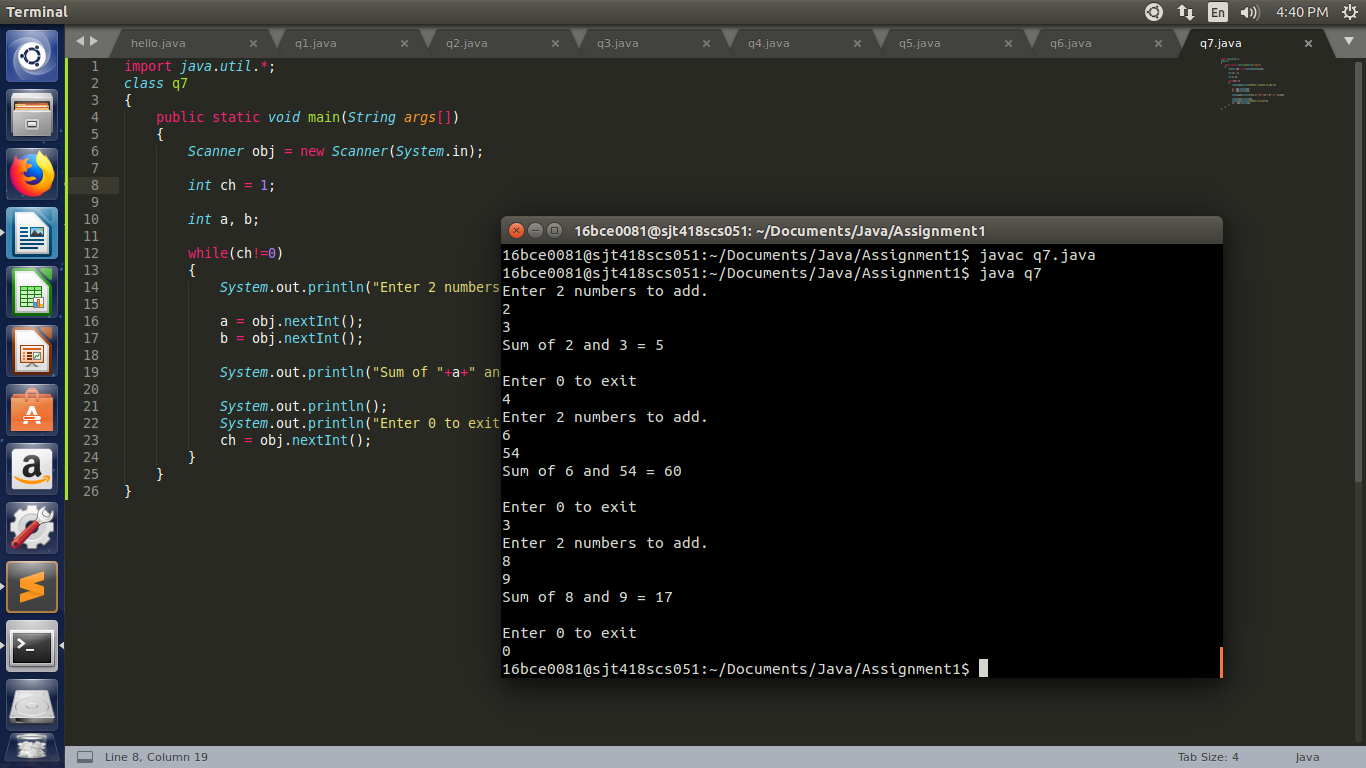 Terminal
En
4:40 PM
hello.java × q1.java × q2.java × q3.java × q4.java × q5.java × q6.java × q7.java ×
1 import java.util.*;
2 class q7
3 {
4 public static void main(String args[])
5 {
6 Scanner obj = new Scanner(System.in);
7
8 int ch = 1;
9
10 int a, b;
11
12 while(ch!=0)
13 {
14 System.out.println("Enter 2 numbers
15
16 a = obj.nextInt();
17 b = obj.nextInt();
18
19 System.out.println("Sum of "+a+" an
20
21 System.out.println();
22 System.out.println("Enter 0 to exit
23 ch = obj.nextInt();
24 }
25 }
26 }
16bce0081@sjt418scs051: ~/Documents/Java/Assignment1
16bce0081@sjt418scs051:~/Documents/Java/Assignment1$ javac q7.java
16bce0081@sjt418scs051:~/Documents/Java/Assignment1$ java q7
Enter 2 numbers to add.
2
3
Sum of 2 and 3 = 5
Enter 0 to exit
4
Enter 2 numbers to add.
6
54
Sum of 6 and 54 = 60
Enter 0 to exit
3
Enter 2 numbers to add.
8
9
Sum of 8 and 9 = 17
Enter 0 to exit
0
16bce0081@sjt418scs051:~/Documents/Java/Assignment1$
Line 8, Column 19
Tab Size: 4
Java